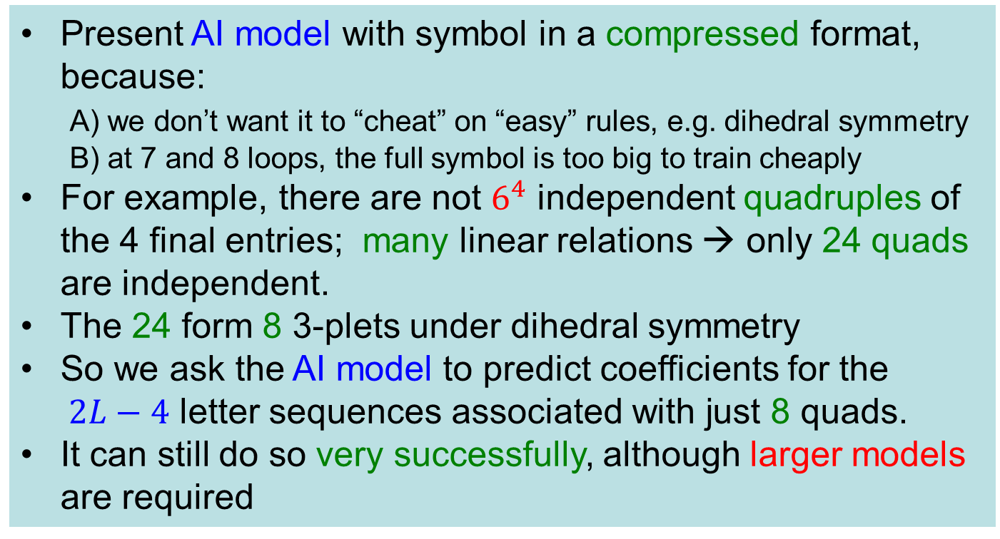 • Present AI model with symbol in a compressed format,
because:
A) we don’t want it to “cheat” on “easy” rules, e.g. dihedral symmetry
B) at 7 and 8 loops, the full symbol is too big to train cheaply
• For example, there are not 6⁴ independent quadruples of
the 4 final entries; many linear relations → only 24 quads
are independent.
• The 24 form 8 3-plets under dihedral symmetry
• So we ask the AI model to predict coefficients for the
2L − 4 letter sequences associated with just 8 quads.
• It can still do so very successfully, although larger models
are required